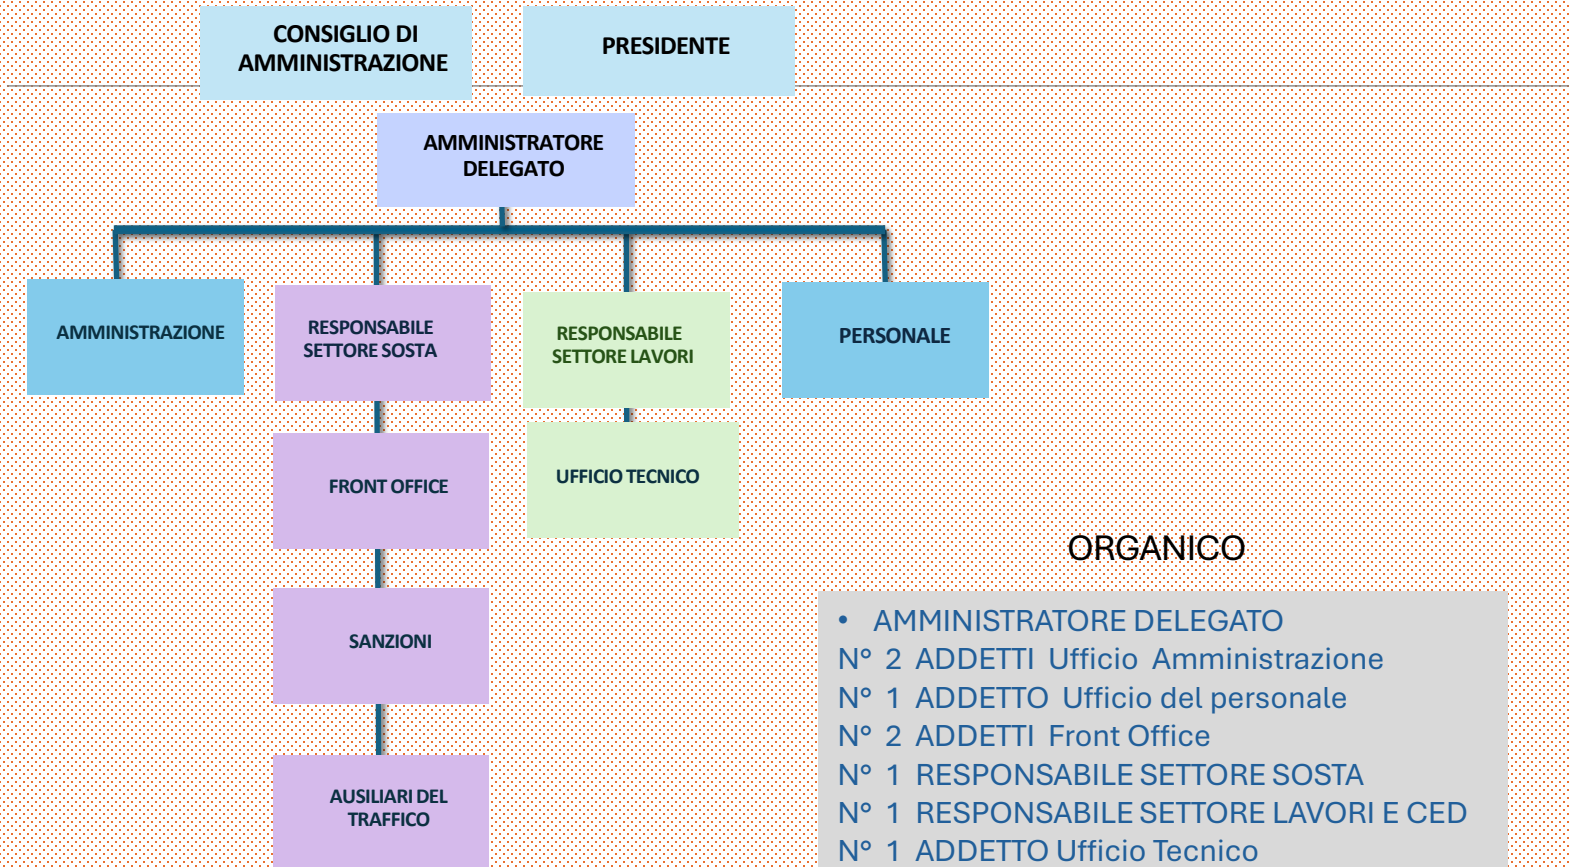 CONSIGLIO DI
AMMINISTRAZIONE
PRESIDENTE
AMMINISTRATORE
DELEGATO
AMMINISTRAZIONE
RESPONSABILE
SETTORE SOSTA
RESPONSABILE
SETTORE LAVORI
PERSONALE
FRONT OFFICE
UFFICIO TECNICO
SANZIONI
AUSILIARI DEL
TRAFFICO
ORGANICO
• AMMINISTRATORE DELEGATO
N° 2 ADDETTI Ufficio Amministrazione
N° 1 ADDETTO Ufficio del personale
N° 2 ADDETTI Front Office
N° 1 RESPONSABILE SETTORE SOSTA
N° 1 RESPONSABILE SETTORE LAVORI E CED
N° 1 ADDETTO Ufficio Tecnico